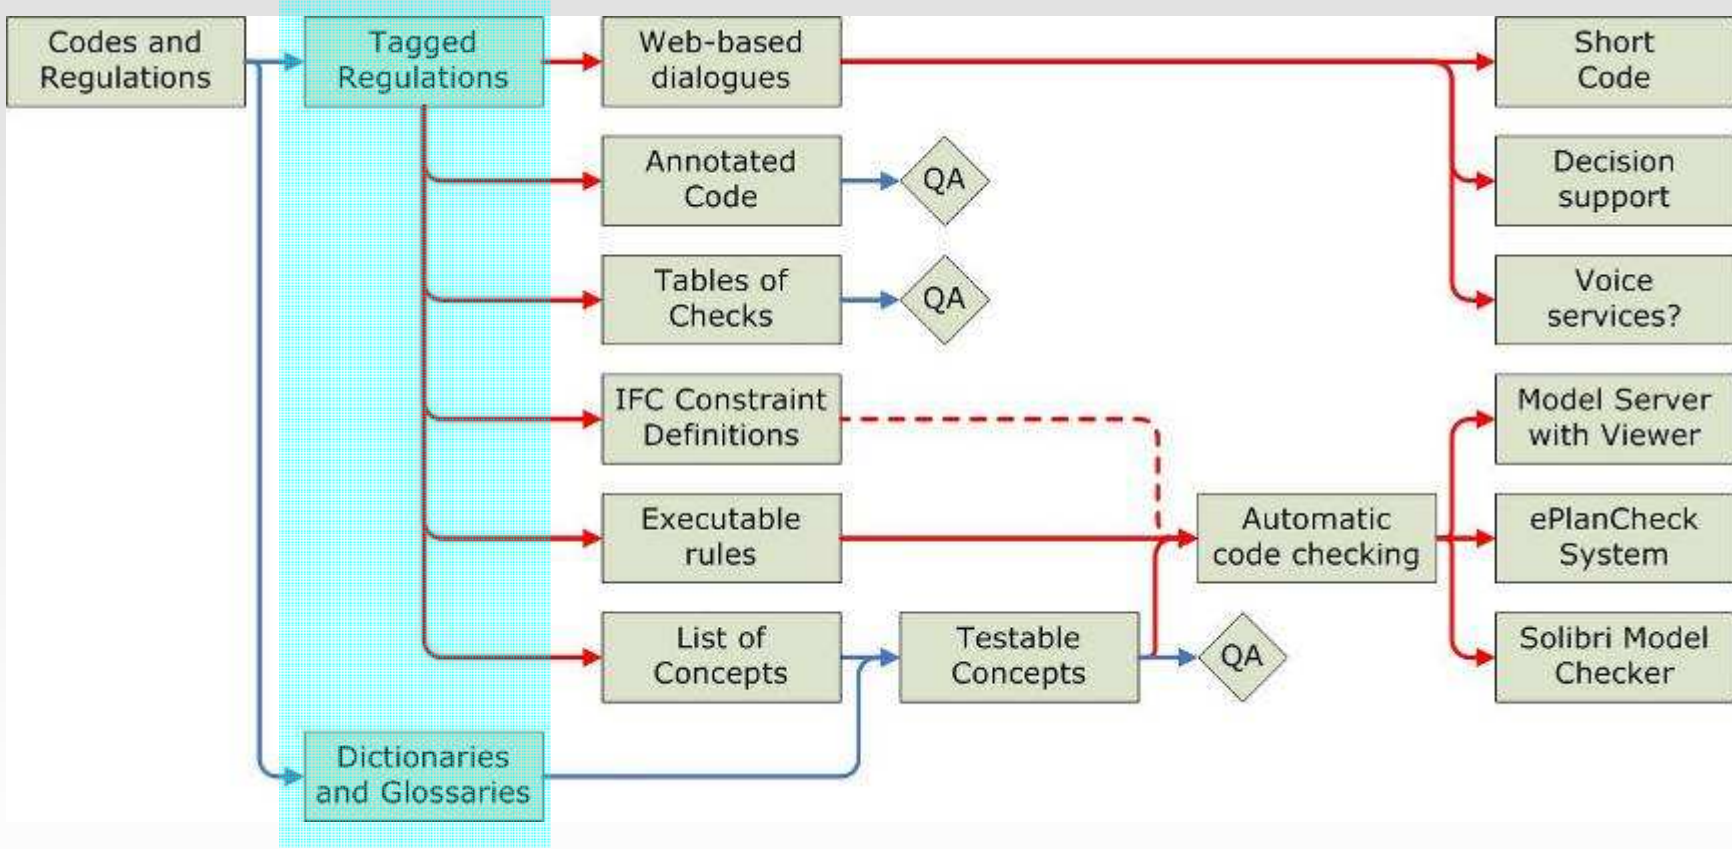 Codes and
Regulations
Tagged
Regulations
Web-based
dialogues
Short
Code
Annotated
Code
QA
Decision
support
Tables of
Checks
QA
Voice
services?
IFC Constraint
Definitions
Model Server
with Viewer
Executable
rules
Automatic
code checking
ePlanCheck
System
List of
Concepts
Testable
Concepts
QA
Solibri Model
Checker
Dictionaries
and Glossaries